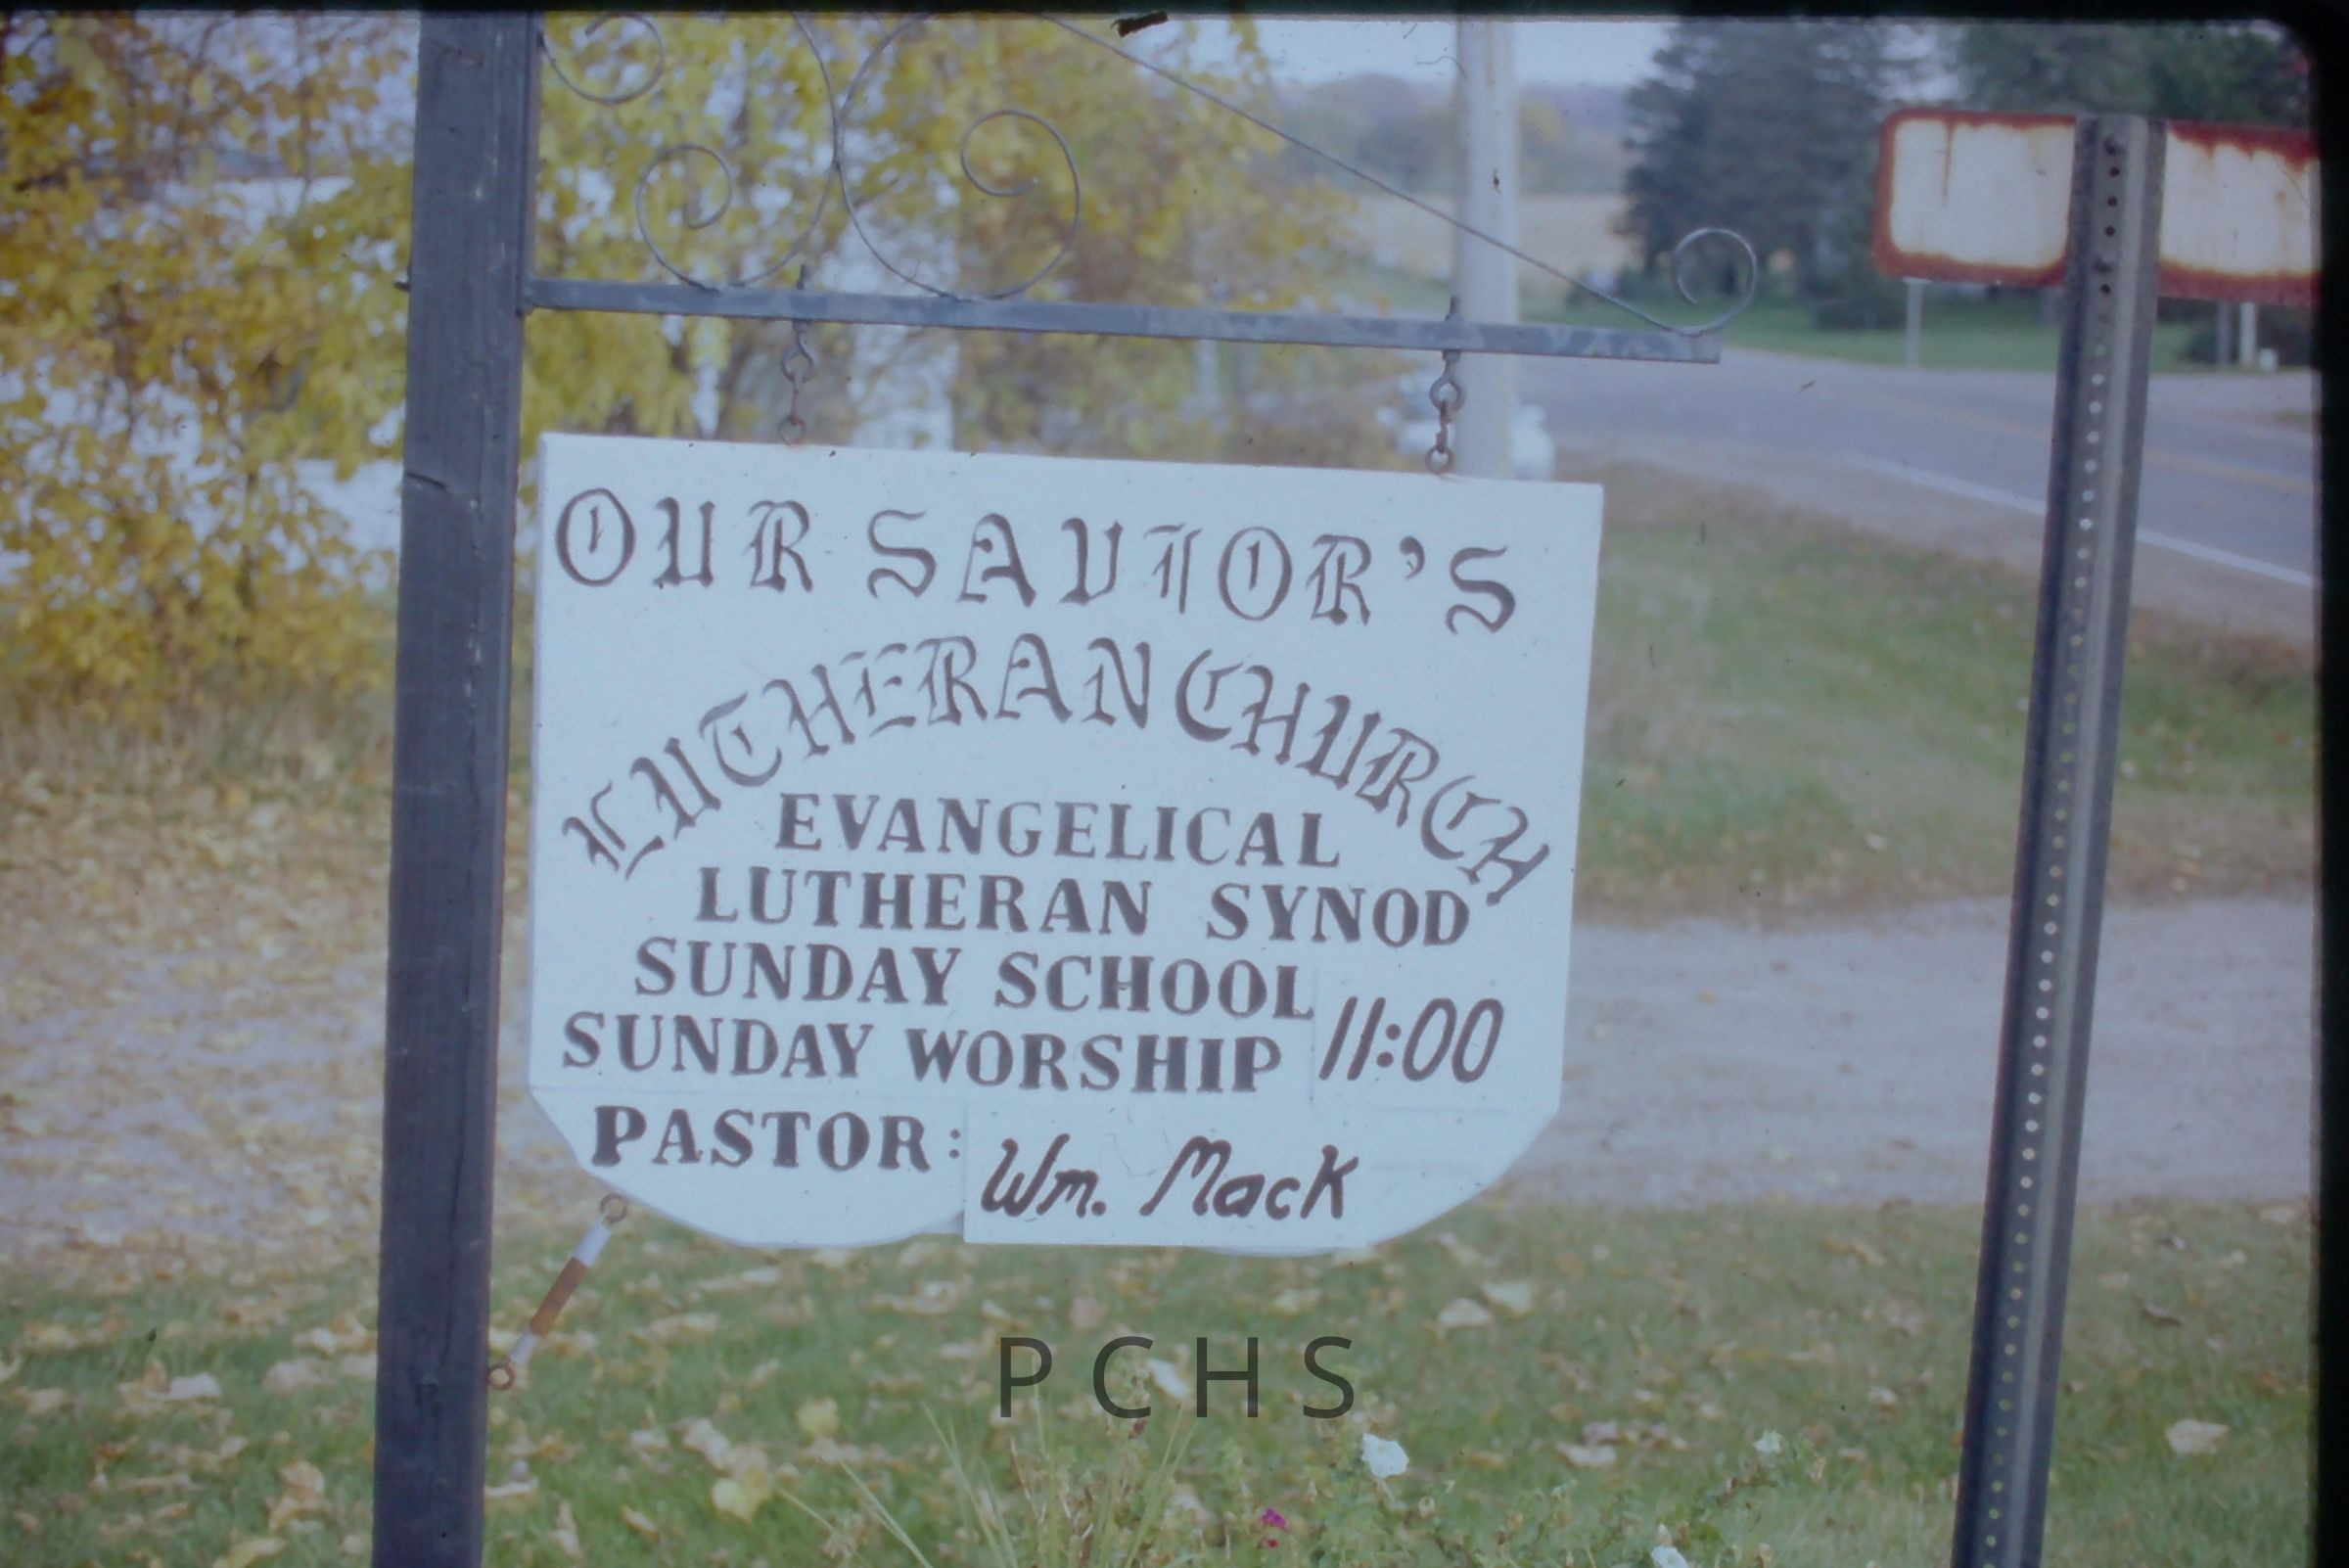 OUR SAVIOR'S
LUTHERAN CHURCH
EVANGELICAL
LUTHERAN SYNOD
SUNDAY SCHOOL
SUNDAY WORSHIP 11:00
PASTOR: Wm. Mack
PCHS